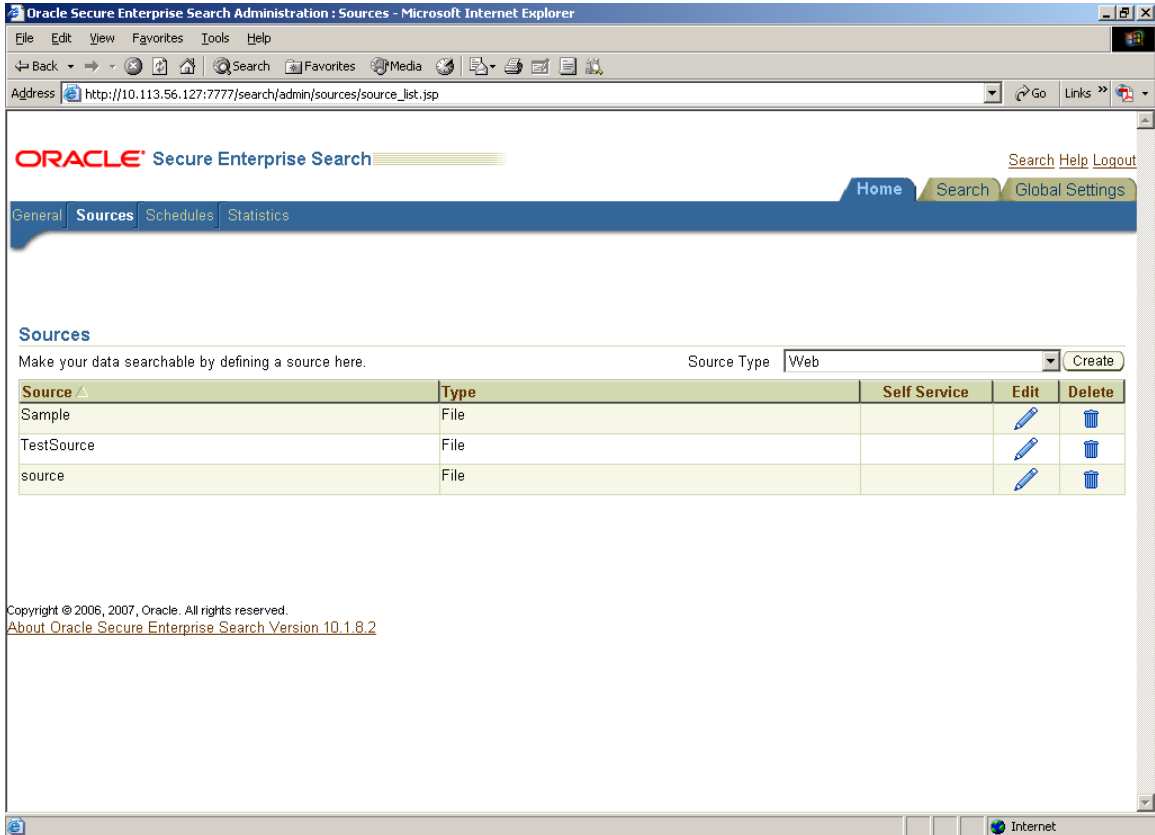 Oracle Secure Enterprise Search Administration : Sources - Microsoft Internet Explorer
File Edit View Favorites Tools Help
Back Search Favorites Media
Address http://10.113.56.127:7777/search/admin/sources/source_list.jsp Go Links »
ORACLE Secure Enterprise Search
Search Help Logout
Home Search Global Settings
General Sources Schedules Statistics
Sources
Make your data searchable by defining a source here. Source Type Web Create
Source Type Self Service Edit Delete
Sample File
TestSource File
source File
Copyright © 2006, 2007, Oracle. All rights reserved.
About Oracle Secure Enterprise Search Version 10.1.8.2
Internet